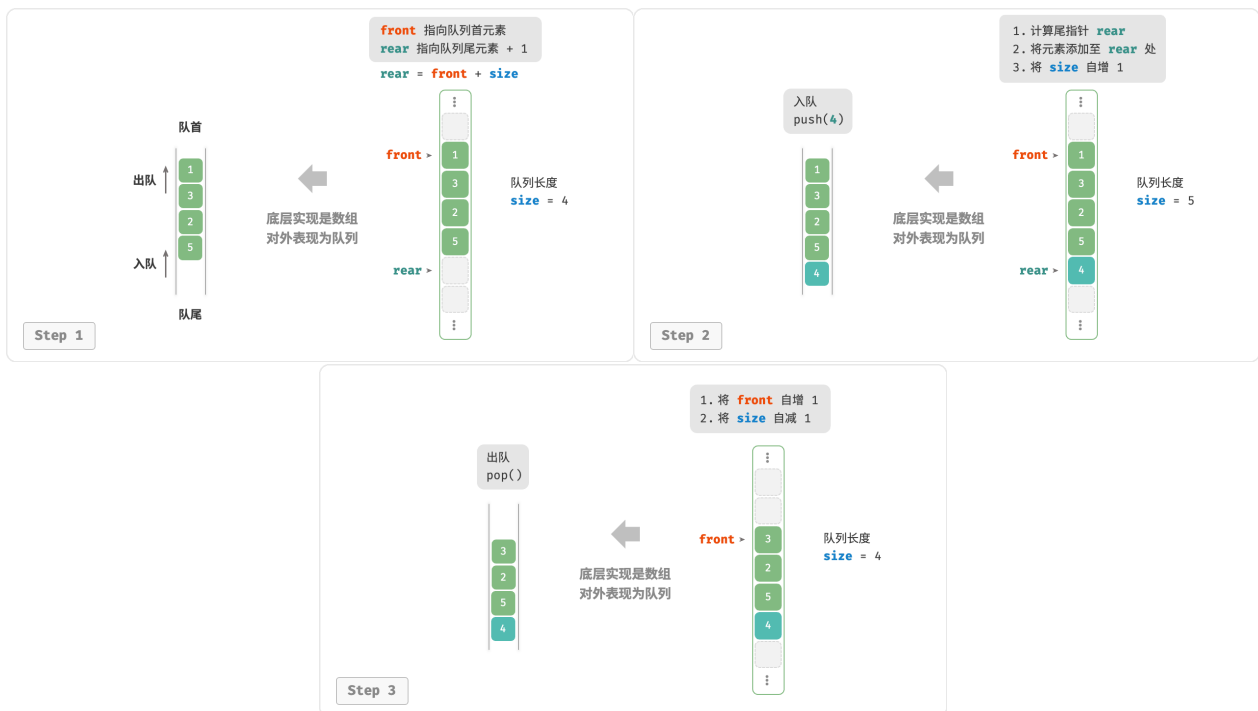 front 指向队列首元素
rear 指向队列尾元素 + 1
rear = front + size
队首
出队
1
3
2
5
入队
队尾
底层实现是数组
对外表现为队列
front
1
3
2
5
rear
队列长度
size = 4
Step 1
1. 计算尾指针 rear
2. 将元素添加至 rear 处
3. 将 size 自增 1
入队
push(4)
1
3
2
5
4
底层实现是数组
对外表现为队列
front
1
3
2
5
rear
4
队列长度
size = 5
Step 2
1. 将 front 自增 1
2. 将 size 自减 1
出队
pop()
3
2
5
4
底层实现是数组
对外表现为队列
front
3
2
5
4
队列长度
size = 4
Step 3